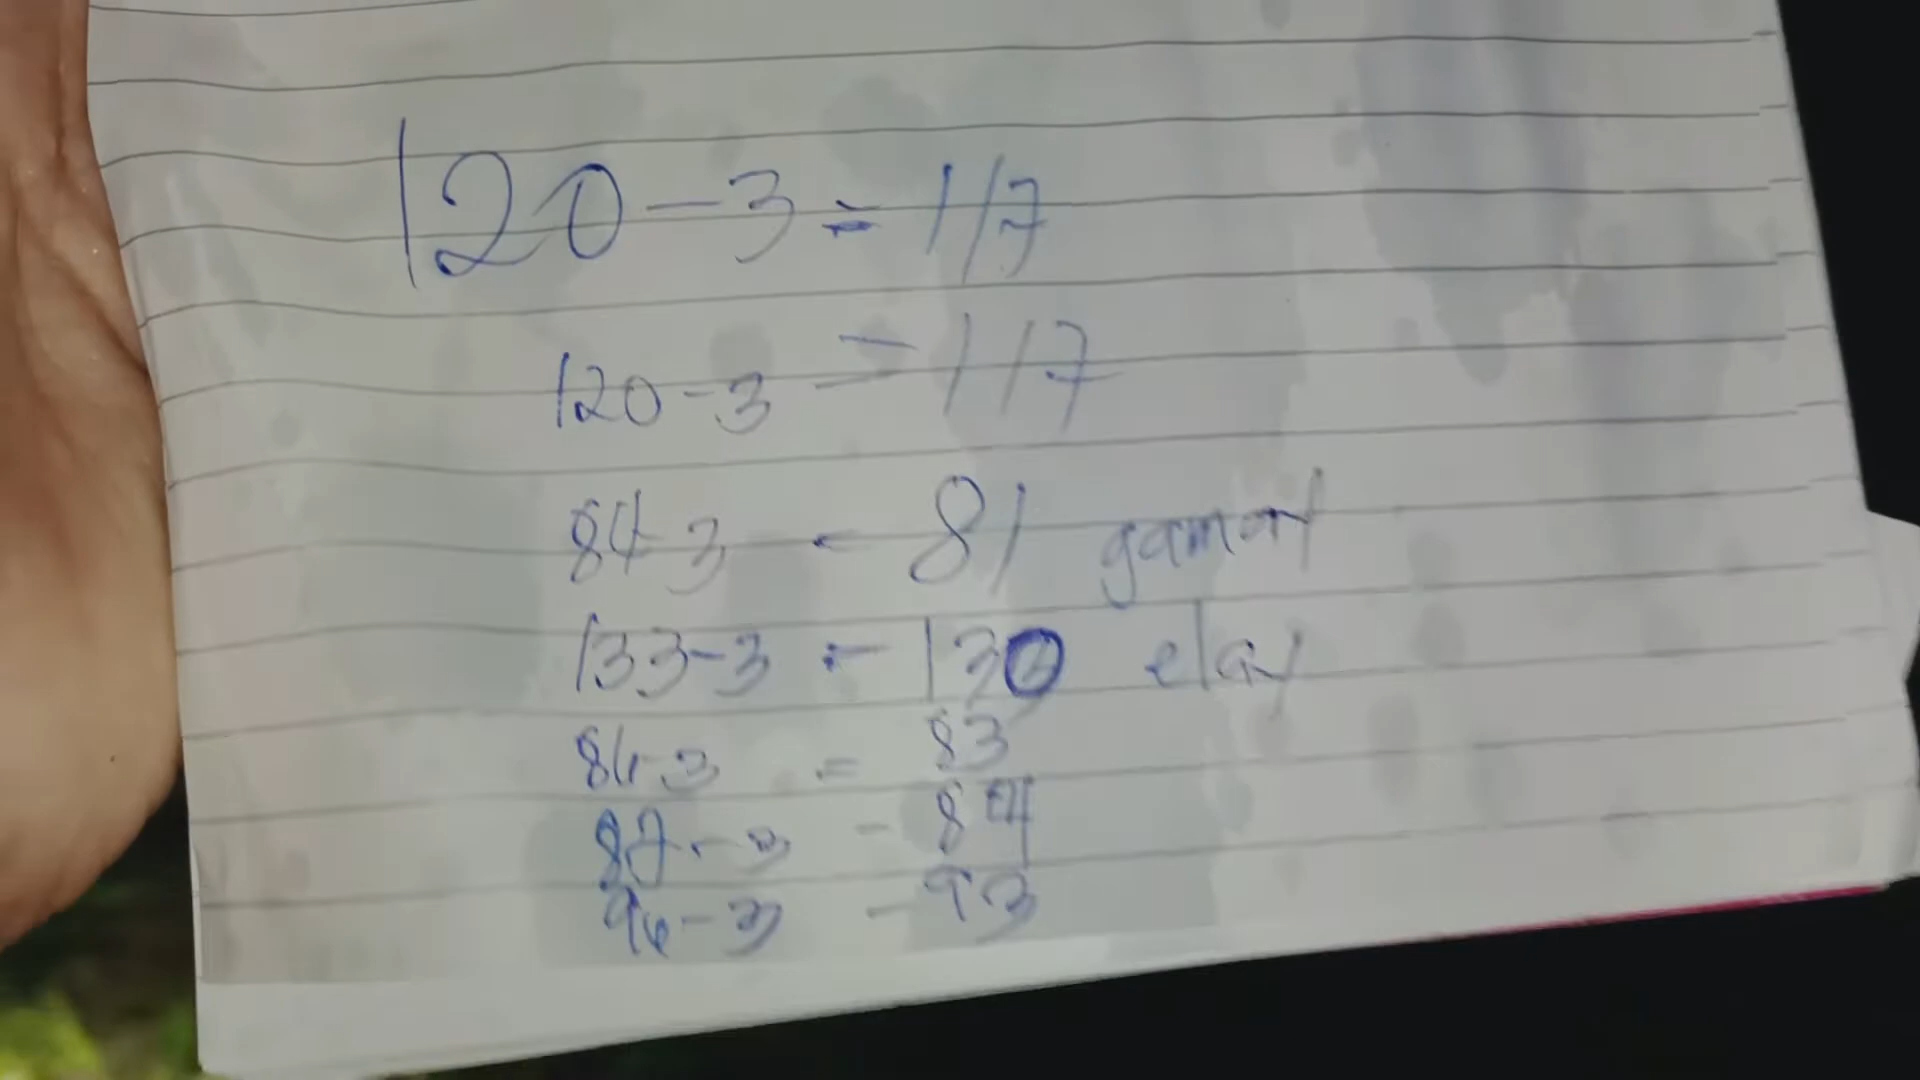 120-3 = 117
120-3 = 117
84-3 - 81 gamot
133-3 = 130 elay
86-3 = 83
87-3 - 84
96-3 - 93